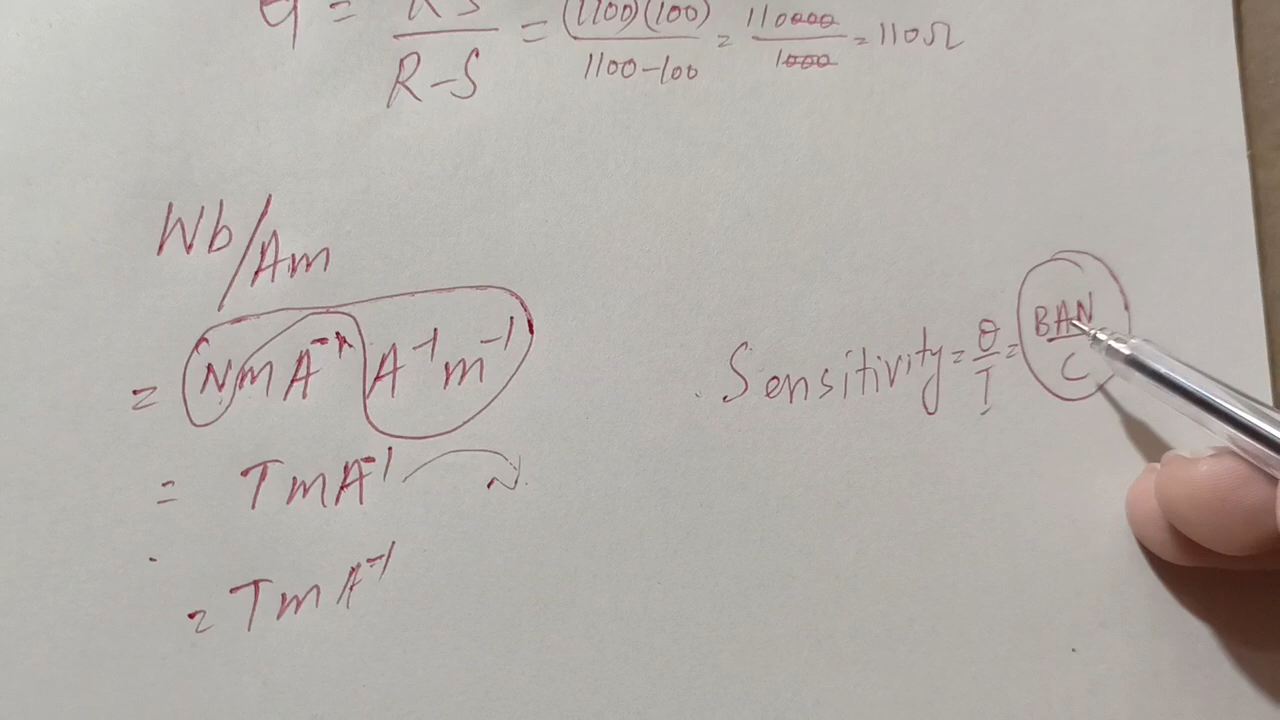 = RS/R-S = (1100)(100)/1100-100 = 110000/1000 = 110Ω
Wb/Am
= NmA⁻¹ A⁻¹m⁻¹
= TmA⁻¹
= TmA⁻¹
Sensitivity = θ/I = BAN/C